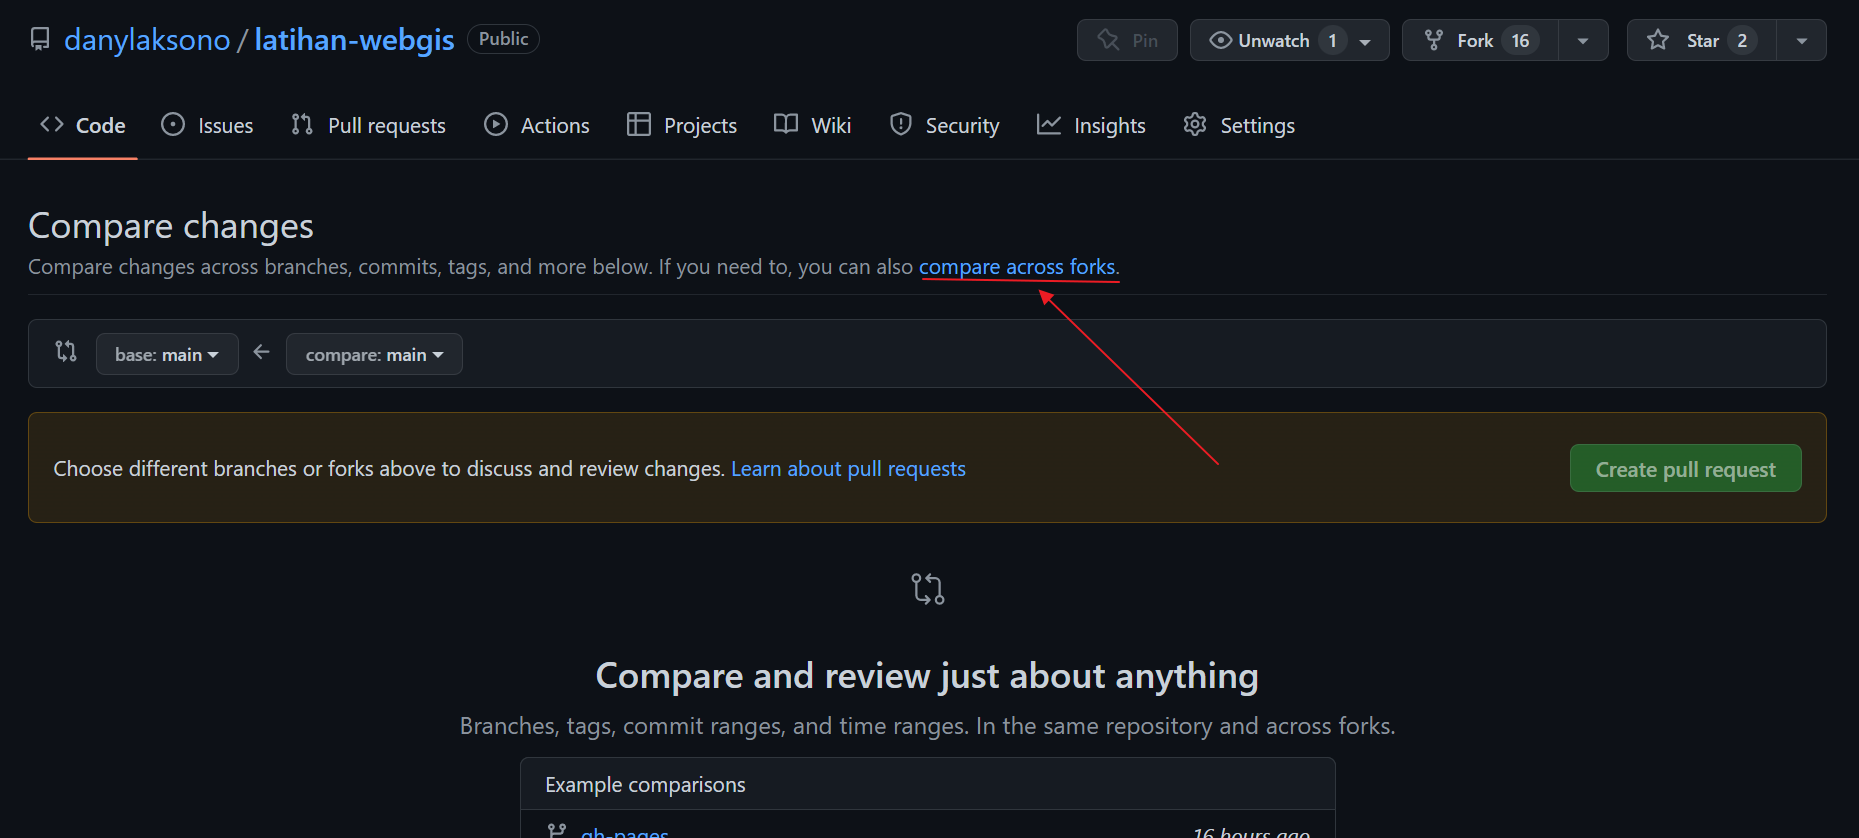 danylaksono / latihan-webgis Public Pin Unwatch 1 Fork 16 Star 2
Code Issues Pull requests Actions Projects Wiki Security Insights Settings
Compare changes
Compare changes across branches, commits, tags, and more below. If you need to, you can also compare across forks.
base: main compare: main
Choose different branches or forks above to discuss and review changes. Learn about pull requests Create pull request
Compare and review just about anything
Branches, tags, commit ranges, and time ranges. In the same repository and across forks.
Example comparisons
gh-pages 16 hours ago